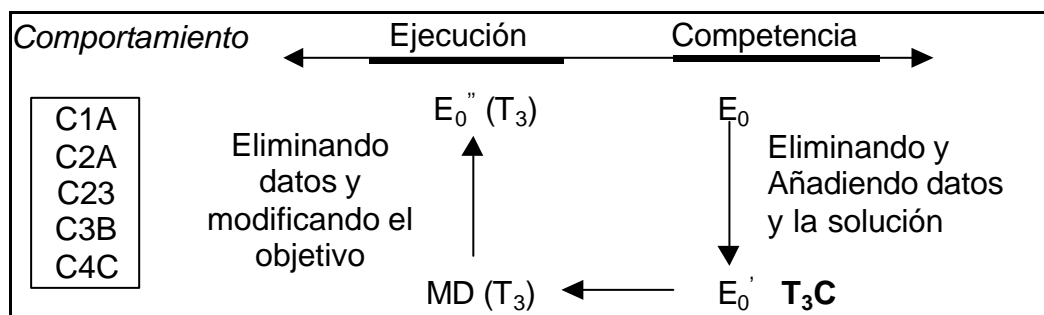 Comportamiento Ejecución Competencia
C1A
C2A
C23
C3B
C4C
E₀” (T₃)
Eliminando
datos y
modificando el
objetivo
MD (T₃)
E₀
Eliminando y
Añadiendo datos
y la solución
E₀’ T₃C